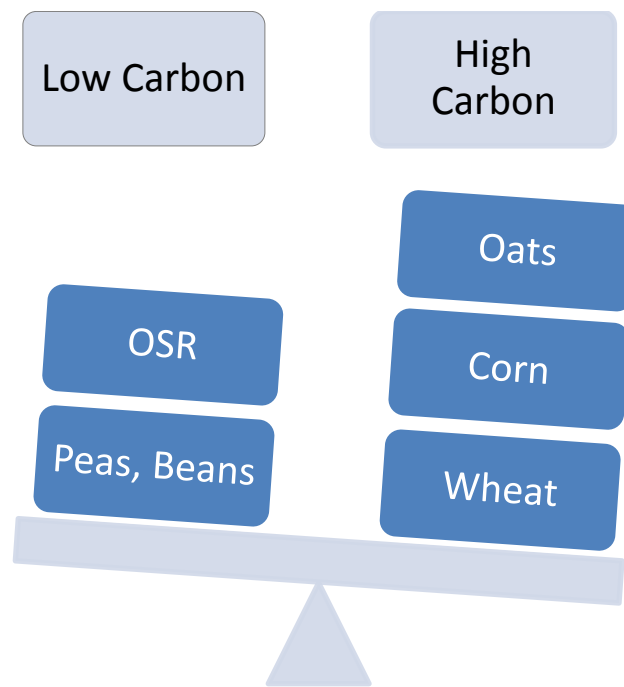 Low Carbon
High
Carbon
Oats
OSR
Corn
Peas, Beans
Wheat